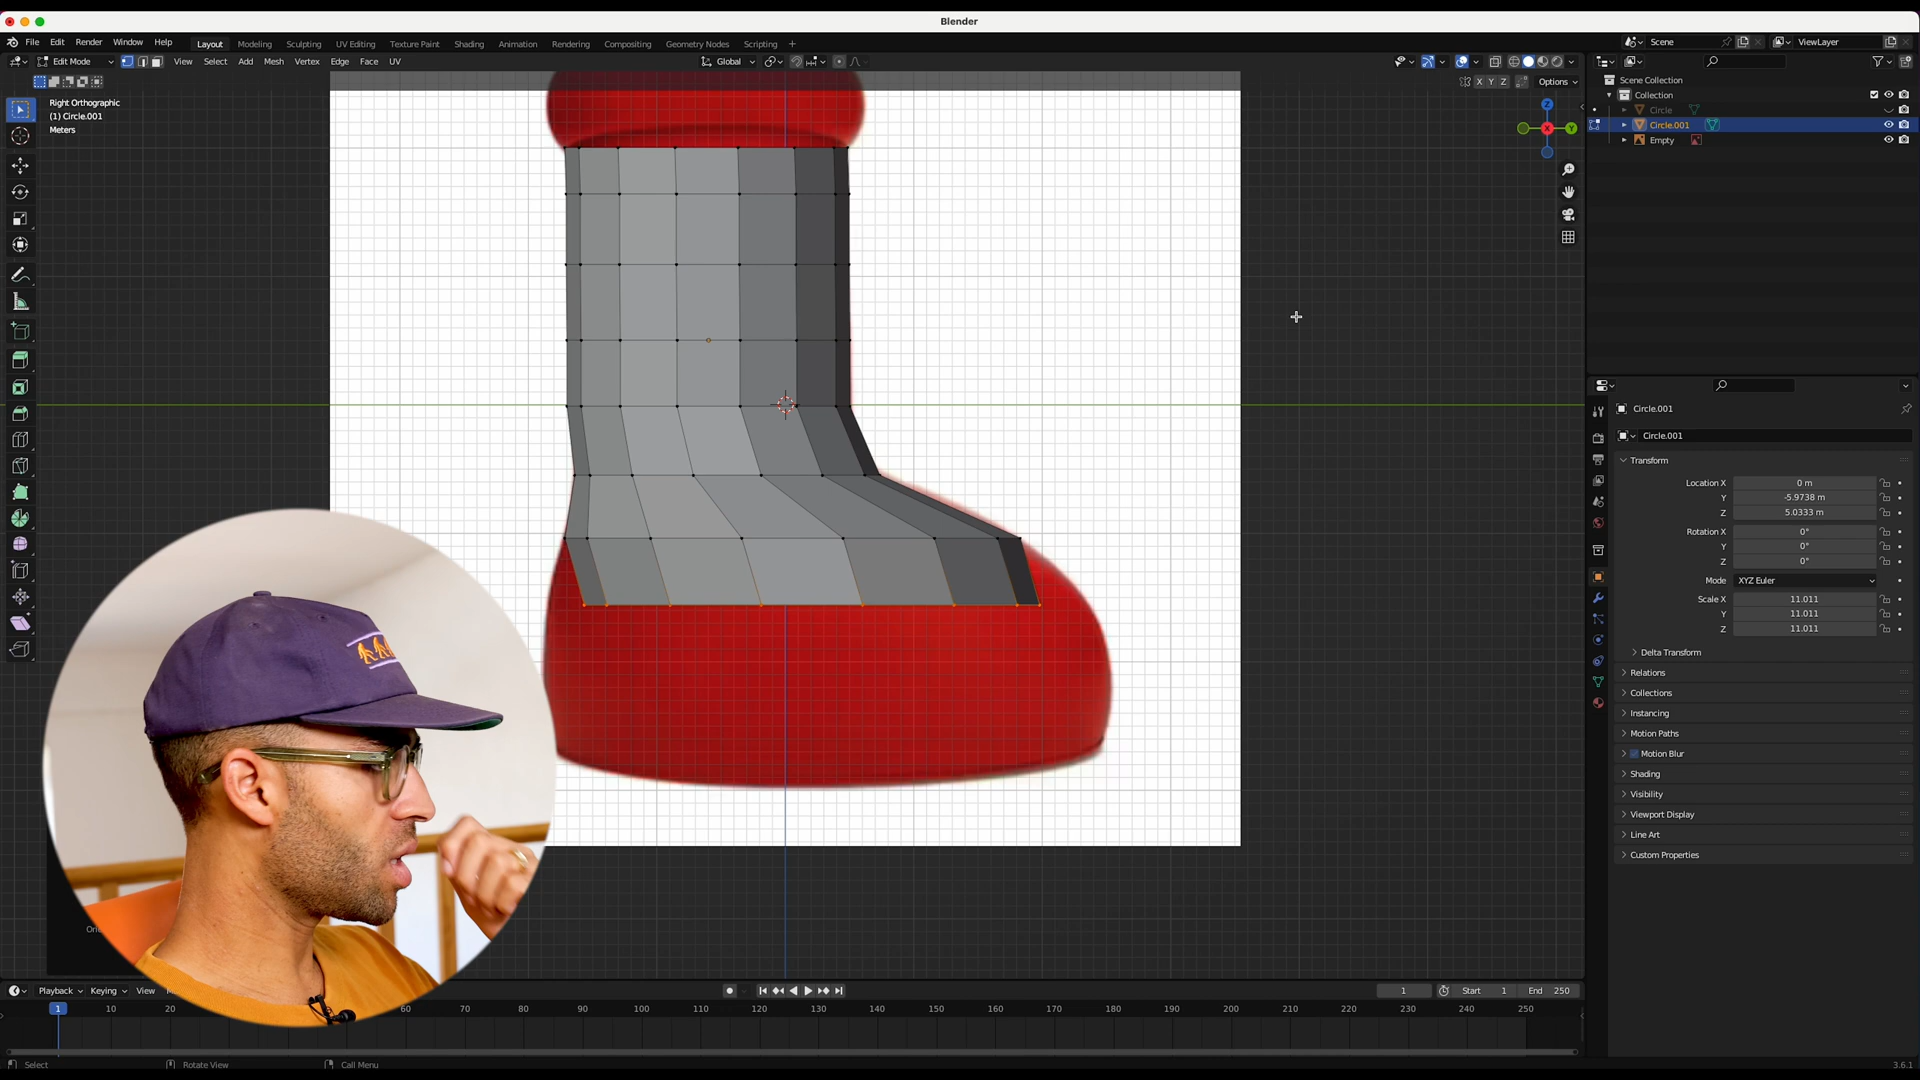 Blender
File Edit Render Window Help
Layout Modeling Sculpting UV Editing Texture Paint Shading Animation Rendering Compositing Geometry Nodes Scripting +
Scene ViewLayer
Edit Mode View Select Add Mesh Vertex Edge Face UV Global
X Y Z Options
Right Orthographic
(1) Circle.001
Meters
Z
X
Y
Scene Collection
Collection
Circle
Circle.001
Empty
Circle.001
Circle.001
Transform
Location X 0 m
Y -5.9738 m
Z 5.0333 m
Rotation X 0°
Y 0°
Z 0°
Mode XYZ Euler
Scale X 11.011
Y 11.011
Z 11.011
Delta Transform
Relations
Collections
Instancing
Motion Paths
Motion Blur
Shading
Visibility
Viewport Display
Line Art
Custom Properties
Playback Keying View
1 Start 1 End 250
1 10 20 60 70 80 90 100 110 120 130 140 150 160 170 180 190 200 210 220 230 240 250
Select Rotate View Call Menu 3.6.1